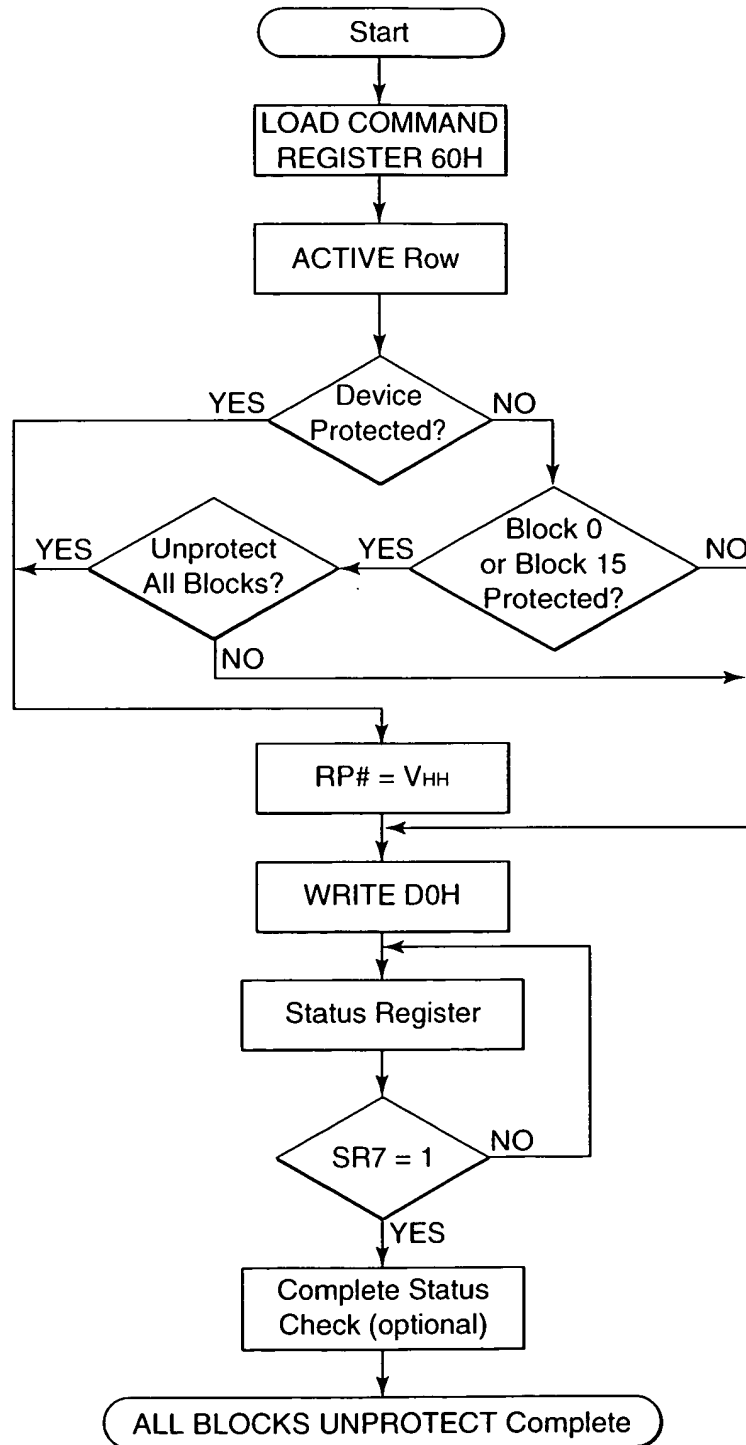 Start
LOAD COMMAND
REGISTER 60H
ACTIVE Row
YES
Device
Protected?
NO
YES
Unprotect
All Blocks?
YES
Block 0
or Block 15
Protected?
NO
NO
RP# = VHH
WRITE D0H
Status Register
SR7 = 1
NO
YES
Complete Status
Check (optional)
ALL BLOCKS UNPROTECT Complete